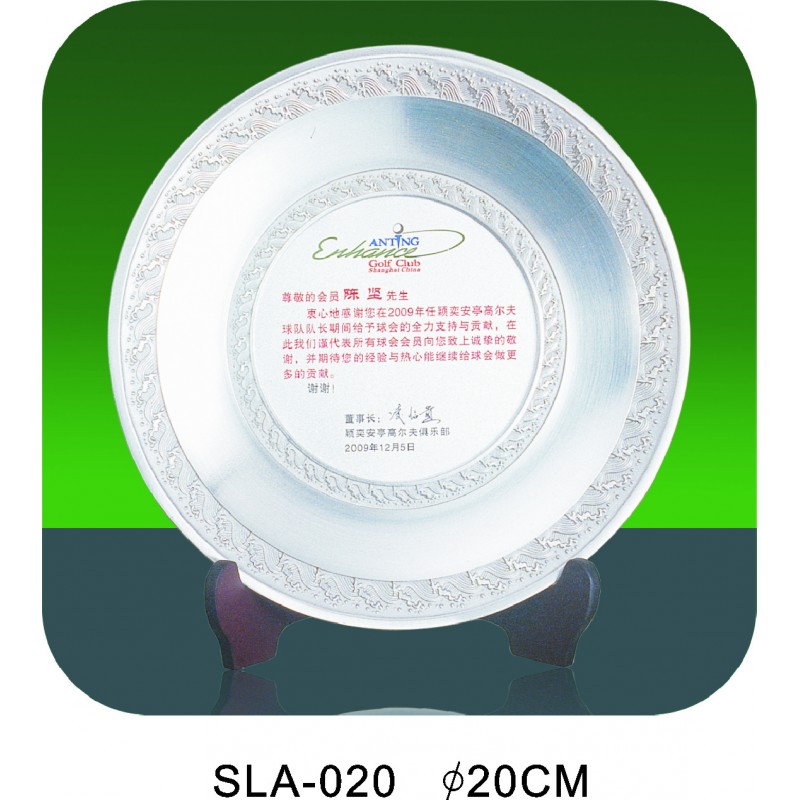 ANTING
Enhance
Golf Club
Shanghai China
尊敬的会员 陈 坚 先生
衷心地感谢您在2009年任颖奕安亭高尔夫
球队队长期间给予球会的全力支持与贡献，在
此我们谨代表所有球会会员向您致上诚挚的敬
谢，并期待您的经验与热心能继续给球会做更
多的贡献。
谢谢！
董事长：
颖奕安亭高尔夫俱乐部
2009年12月5日
SLA-020 ϕ20CM